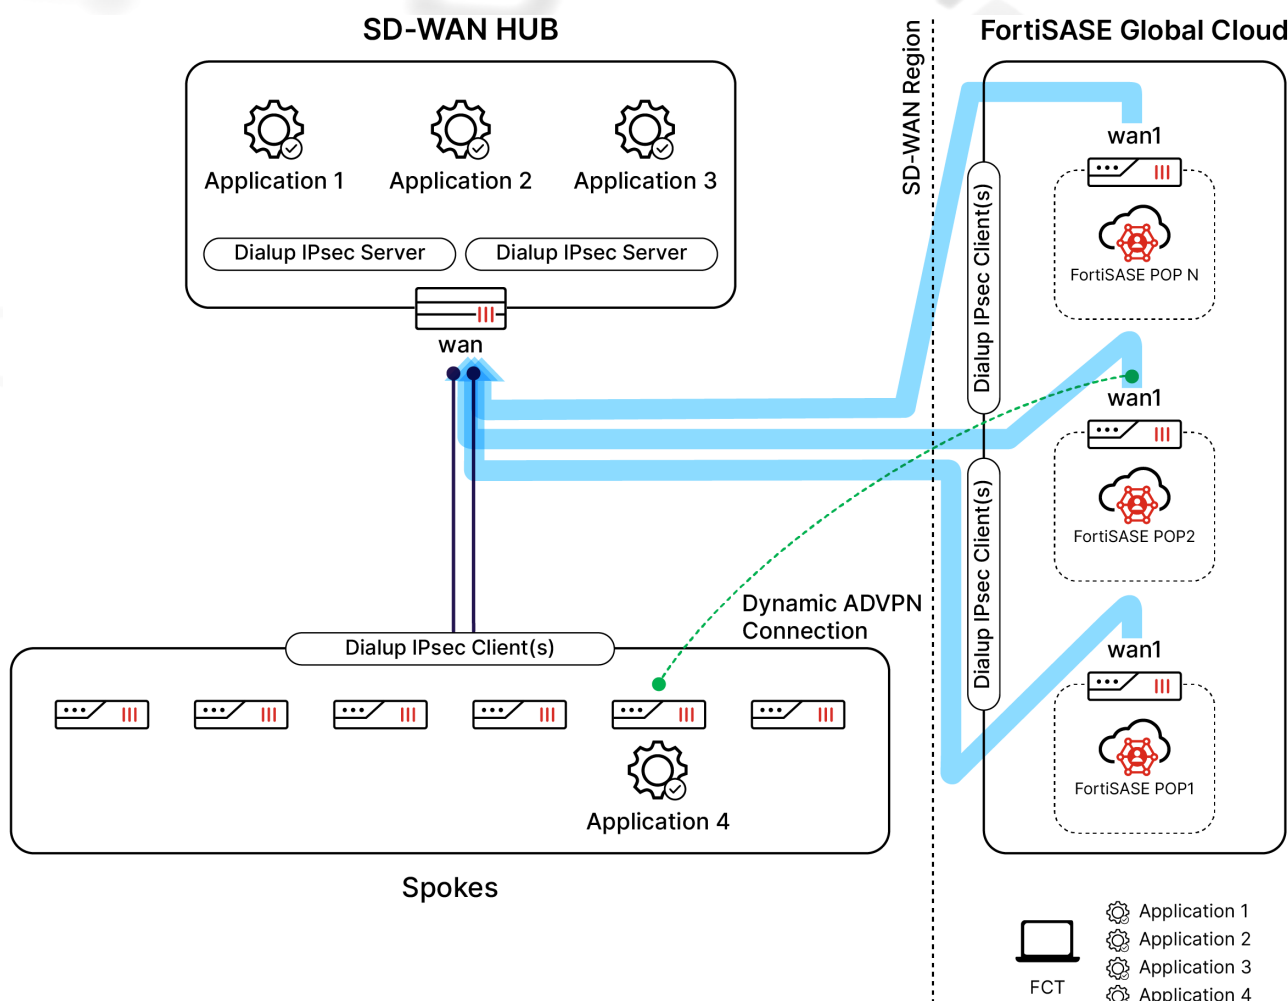 SD-WAN HUB
Application 1
Application 2
Application 3
Dialup IPsec Server
Dialup IPsec Server
wan
SD-WAN Region
FortiSASE Global Cloud
Dialup IPsec Client(s)
wan1
FortiSASE POP N
wan1
FortiSASE POP2
Dialup IPsec Client(s)
wan1
FortiSASE POP1
Dynamic ADVPN
Connection
Dialup IPsec Client(s)
Application 4
Spokes
FCT
Application 1
Application 2
Application 3
Application 4